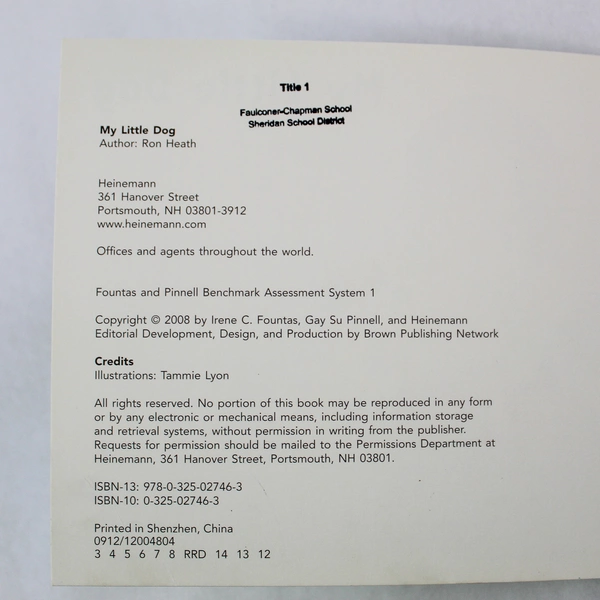 Title 1
Faulconer-Chapman School
Sheridan School District
My Little Dog
Author: Ron Heath
Heinemann
361 Hanover Street
Portsmouth, NH 03801-3912
www.heinemann.com
Offices and agents throughout the world.
Fountas and Pinnell Benchmark Assessment System 1
Copyright © 2008 by Irene C. Fountas, Gay Su Pinnell, and Heinemann
Editorial Development, Design, and Production by Brown Publishing Network
Credits
Illustrations: Tammie Lyon
All rights reserved. No portion of this book may be reproduced in any form
or by any electronic or mechanical means, including information storage
and retrieval systems, without permission in writing from the publisher.
Requests for permission should be mailed to the Permissions Department at
Heinemann, 361 Hanover Street, Portsmouth, NH 03801.
ISBN-13: 978-0-325-02746-3
ISBN-10: 0-325-02746-3
Printed in Shenzhen, China
0912/12004804
3 4 5 6 7 8 RRD 14 13 12